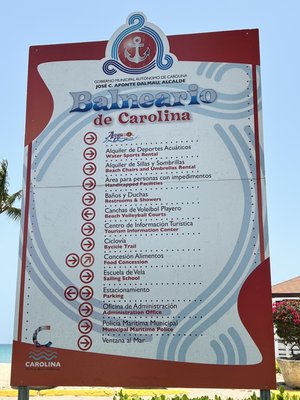 GOBIERNO MUNICIPAL AUTÓNOMO DE CAROLINA
JOSÉ C. APONTE DALMAU, ALCALDE
Balneario
de Carolina
Alquiler de Deportes Acuáticos
Water Sports Rental
Alquiler de Sillas y Sombrillas
Beach Chairs and Umbrellas Rental
Área para personas con impedimentos
Handicapped Facilities
Baños y Duchas
Restrooms & Showers
Canchas de Voleibol Playero
Beach Volleyball Courts
Centro de Información Turística
Tourism Information Center
Ciclovía
Bycicle Trail
Concesión Alimentos
Food Concession
Escuela de Vela
Sailing School
Estacionamiento
Parking
Oficina de Administración
Administration Office
Policía Marítima Municipal
Municipal Maritime Police
Ventana al Mar
CAROLINA